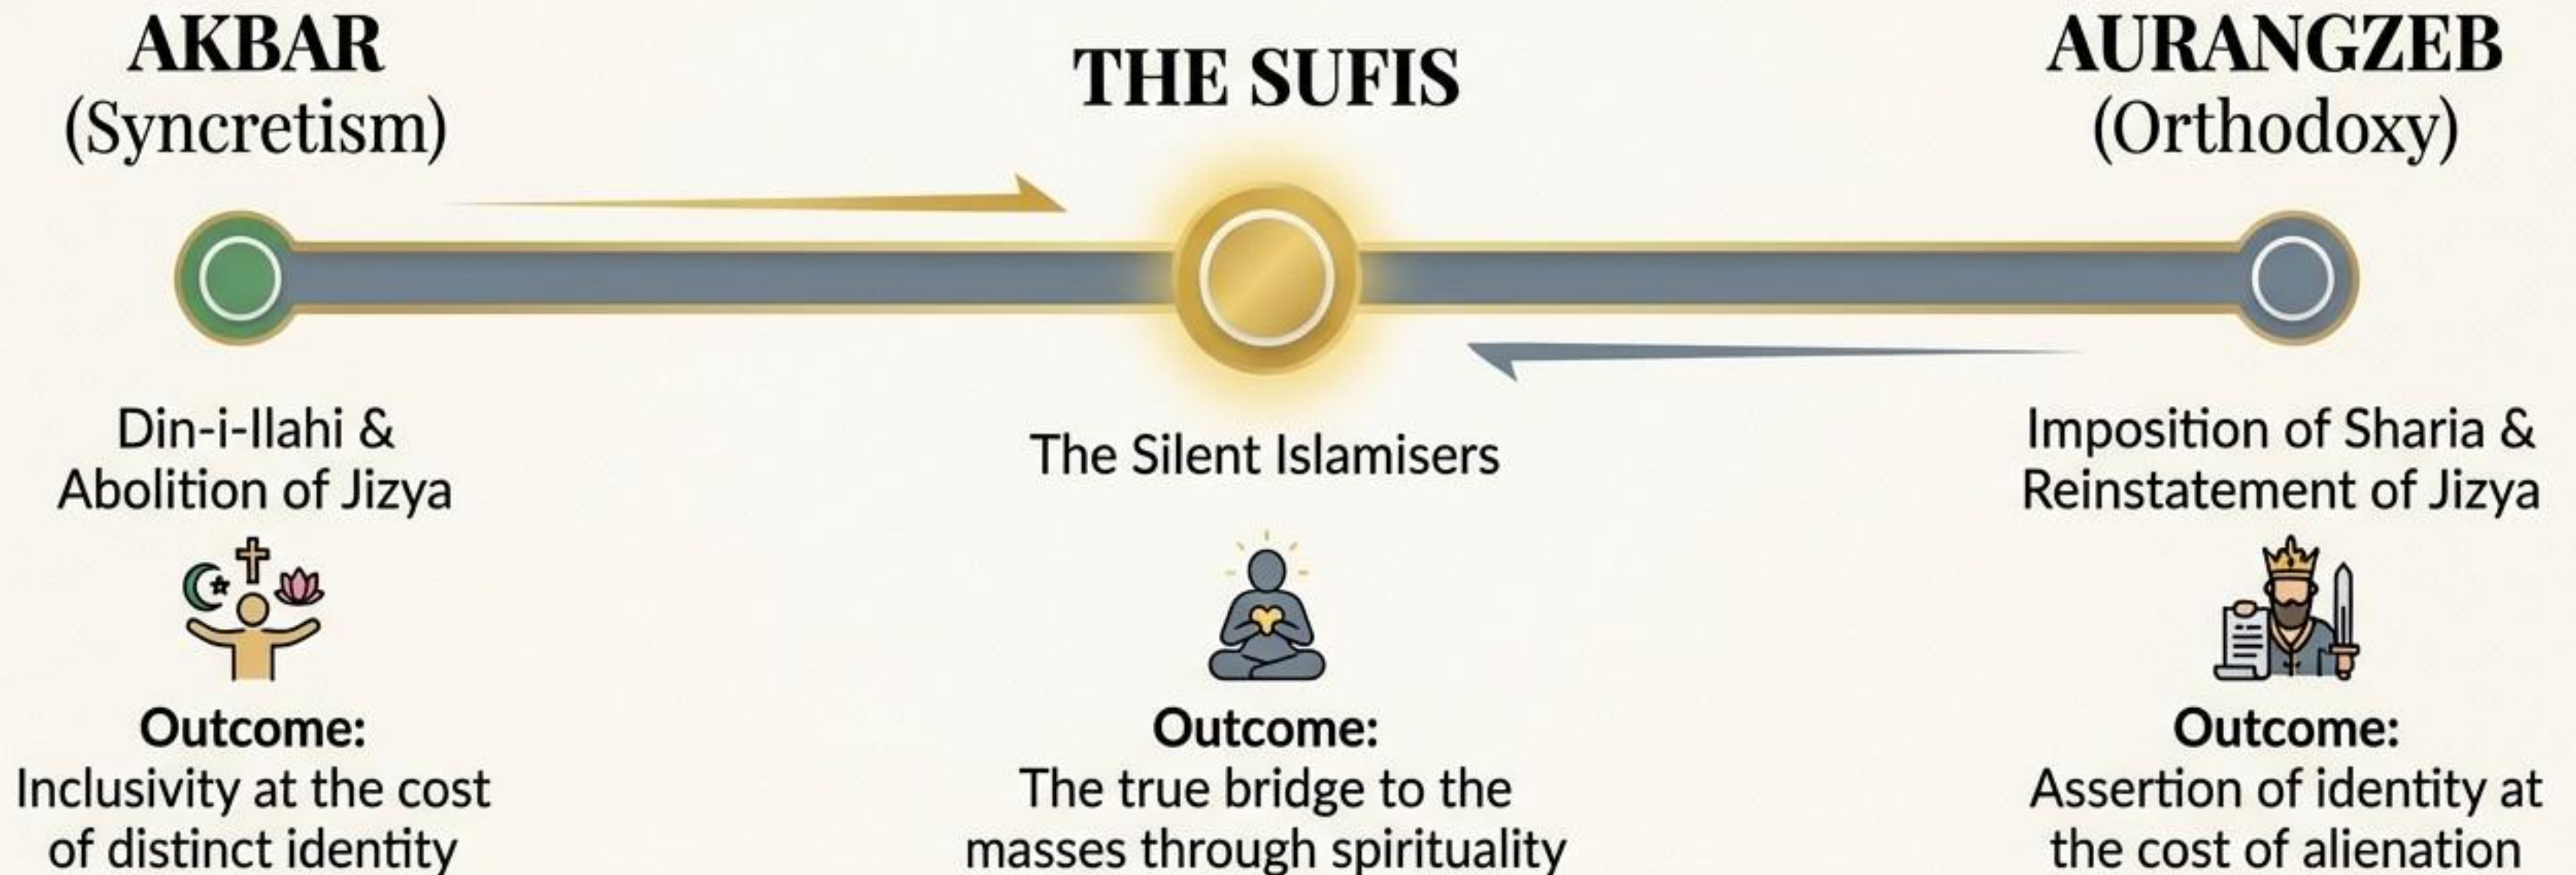 AKBAR
(Syncretism)
Din-i-Ilahi &
Abolition of Jizya
Outcome:
Inclusivity at the cost
of distinct identity
THE SUFIS
The Silent Islamisers
Outcome:
The true bridge to the
masses through spirituality
AURANGZEB
(Orthodoxy)
Imposition of Sharia &
Reinstatement of Jizya
Outcome:
Assertion of identity at
the cost of alienation